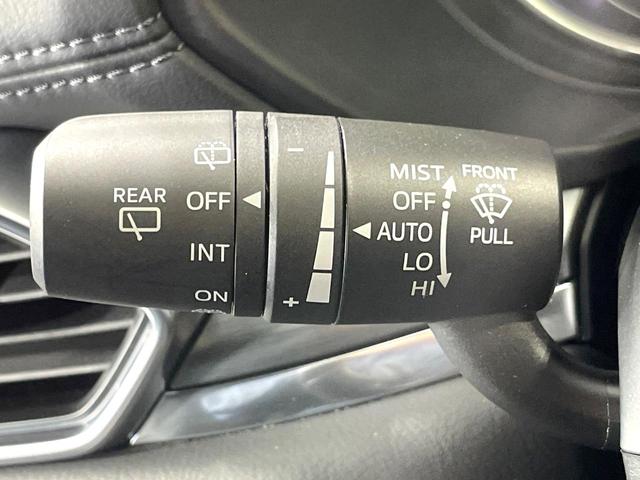 REAR
OFF
INT
ON
−
+
MIST
OFF
AUTO
LO
HI
FRONT
PULL